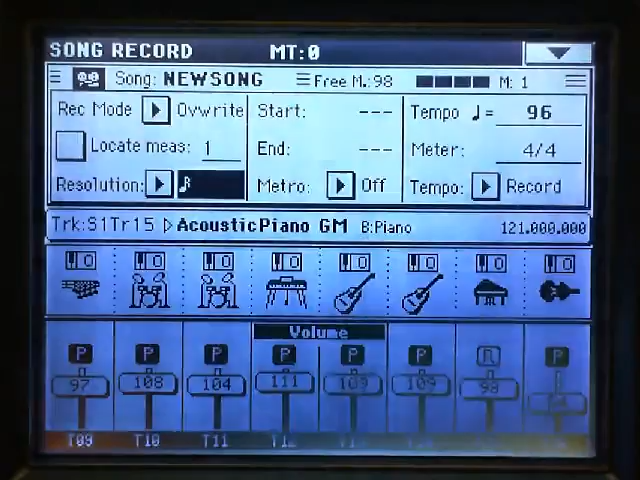 SONG RECORD MT:0
Song: NEWSONG Free M.:98 M: 1
Rec Mode Ovwrite Start: --- Tempo = 96
Locate meas: 1 End: --- Meter: 4/4
Resolution: Metro: Off Tempo: Record
Trk:S1Tr15 AcousticPiano GM B:Piano 121.000.000
Volume
P P P P P P P
97 108 104 111 109 109 98
T09 T10 T11 T12